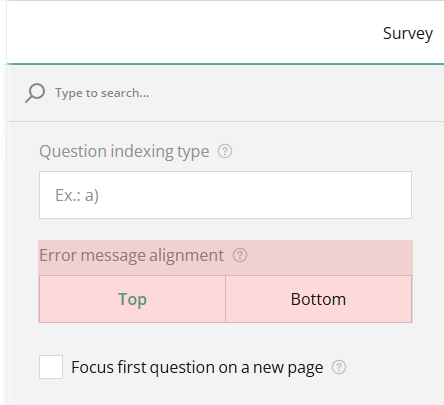 Survey
Type to search...
Question indexing type ?
Ex.: a)
Error message alignment ?
Top Bottom
Focus first question on a new page ?